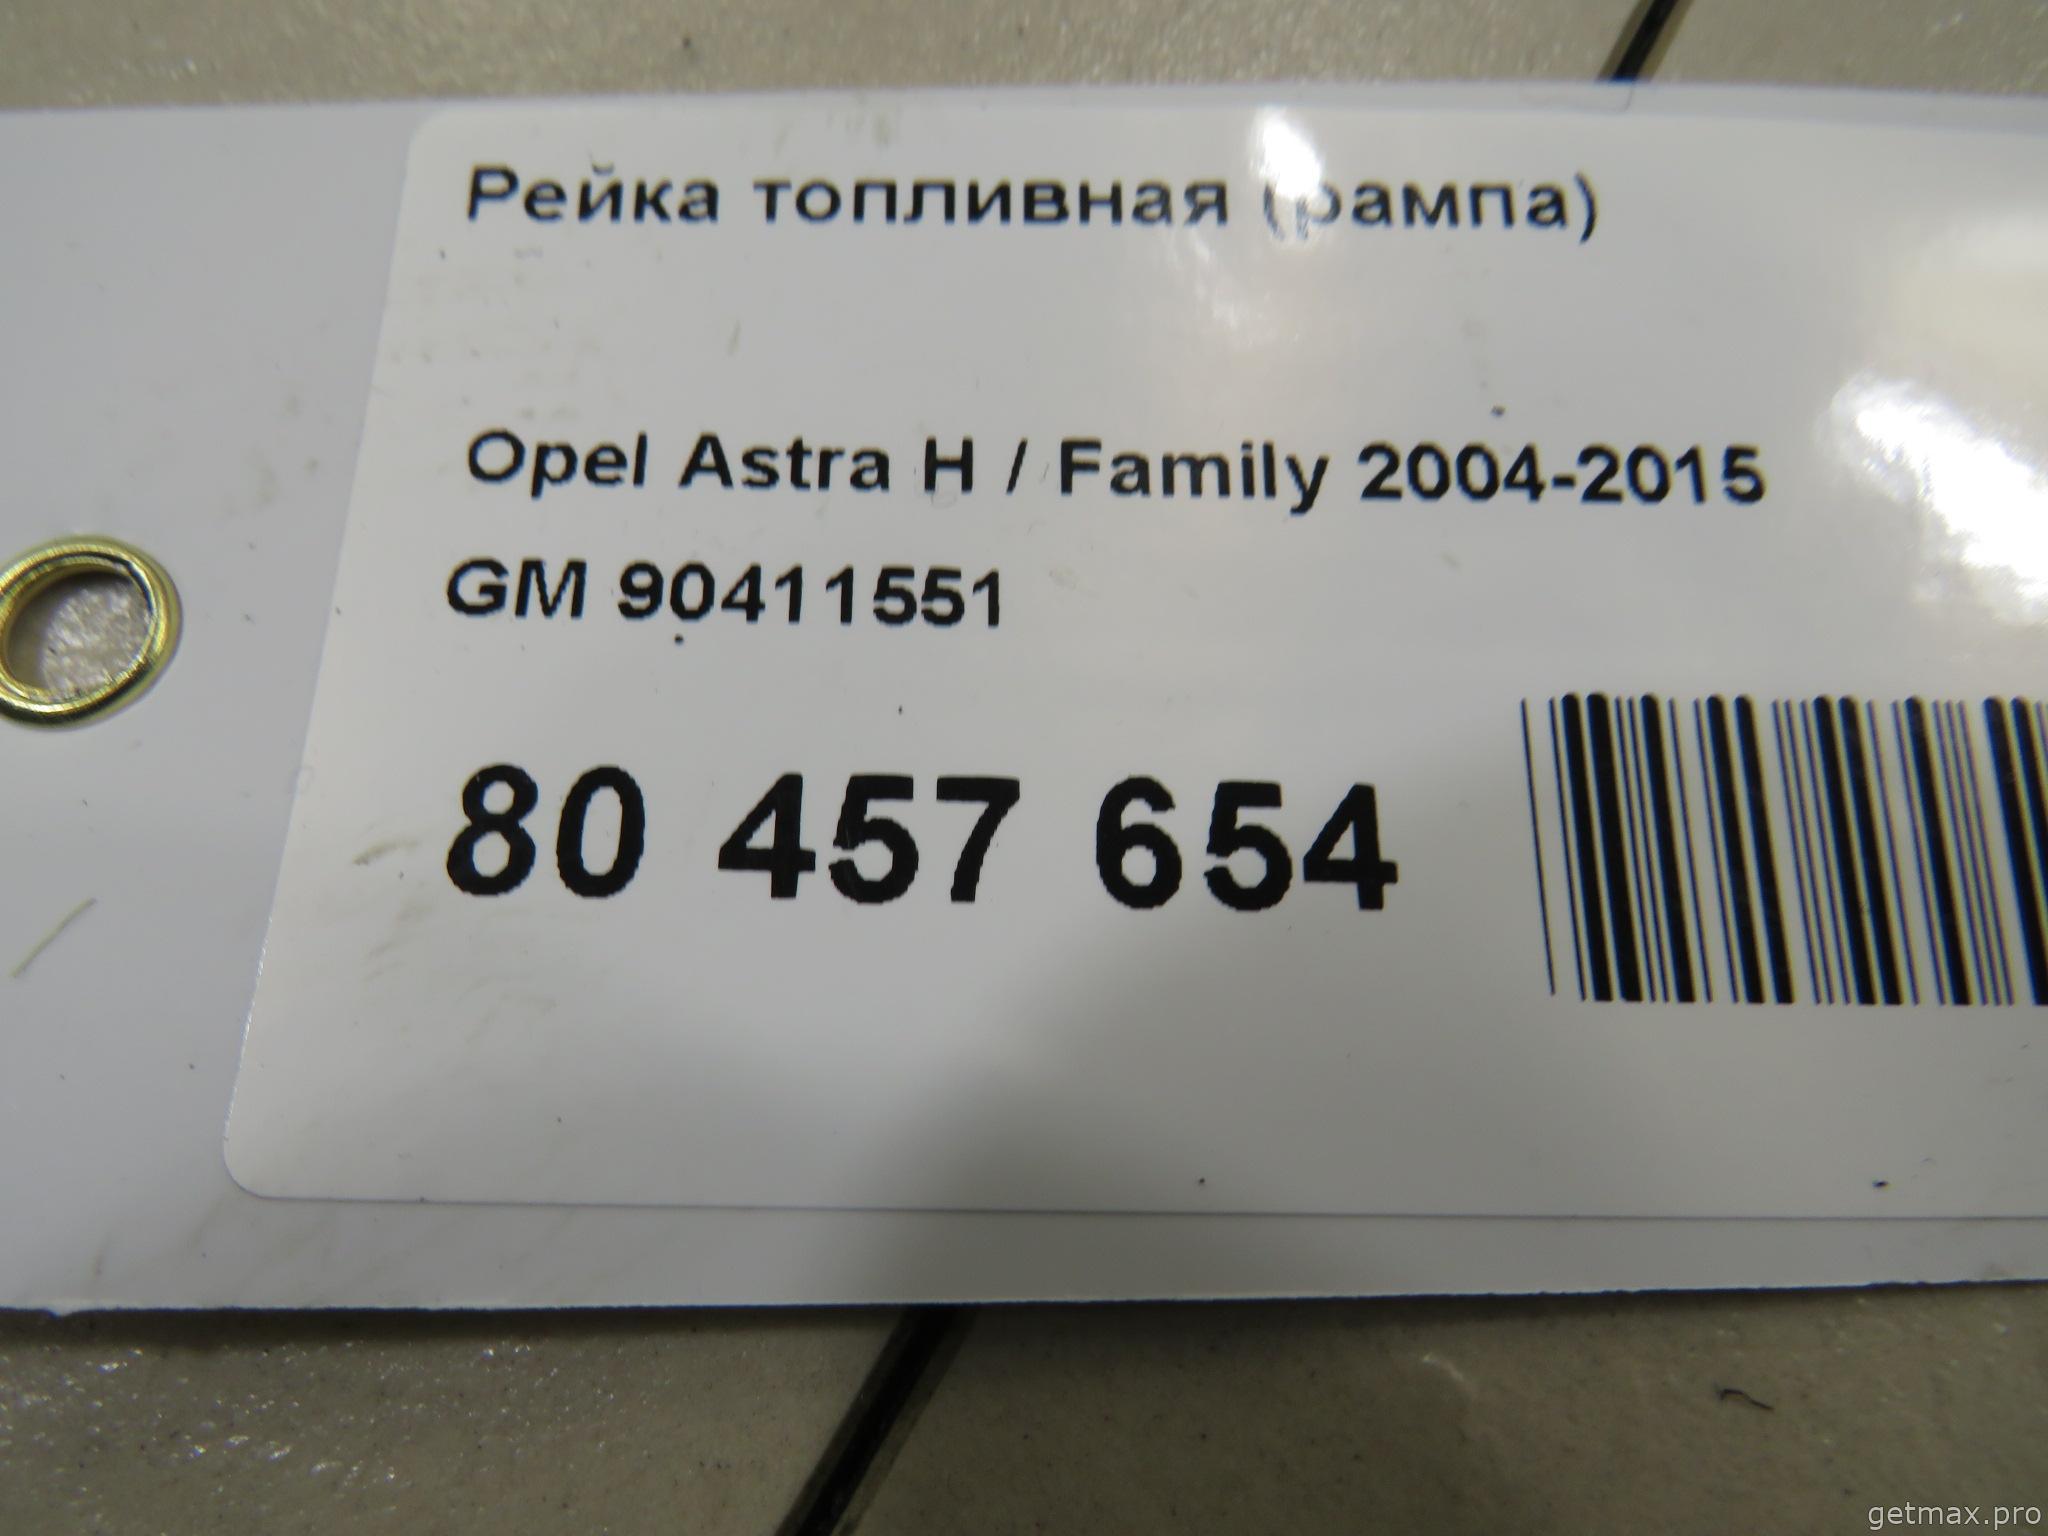 Рейка топливная (рампа)
Opel Astra H / Family 2004-2015
GM 90411551
80 457 654
getmax.pro